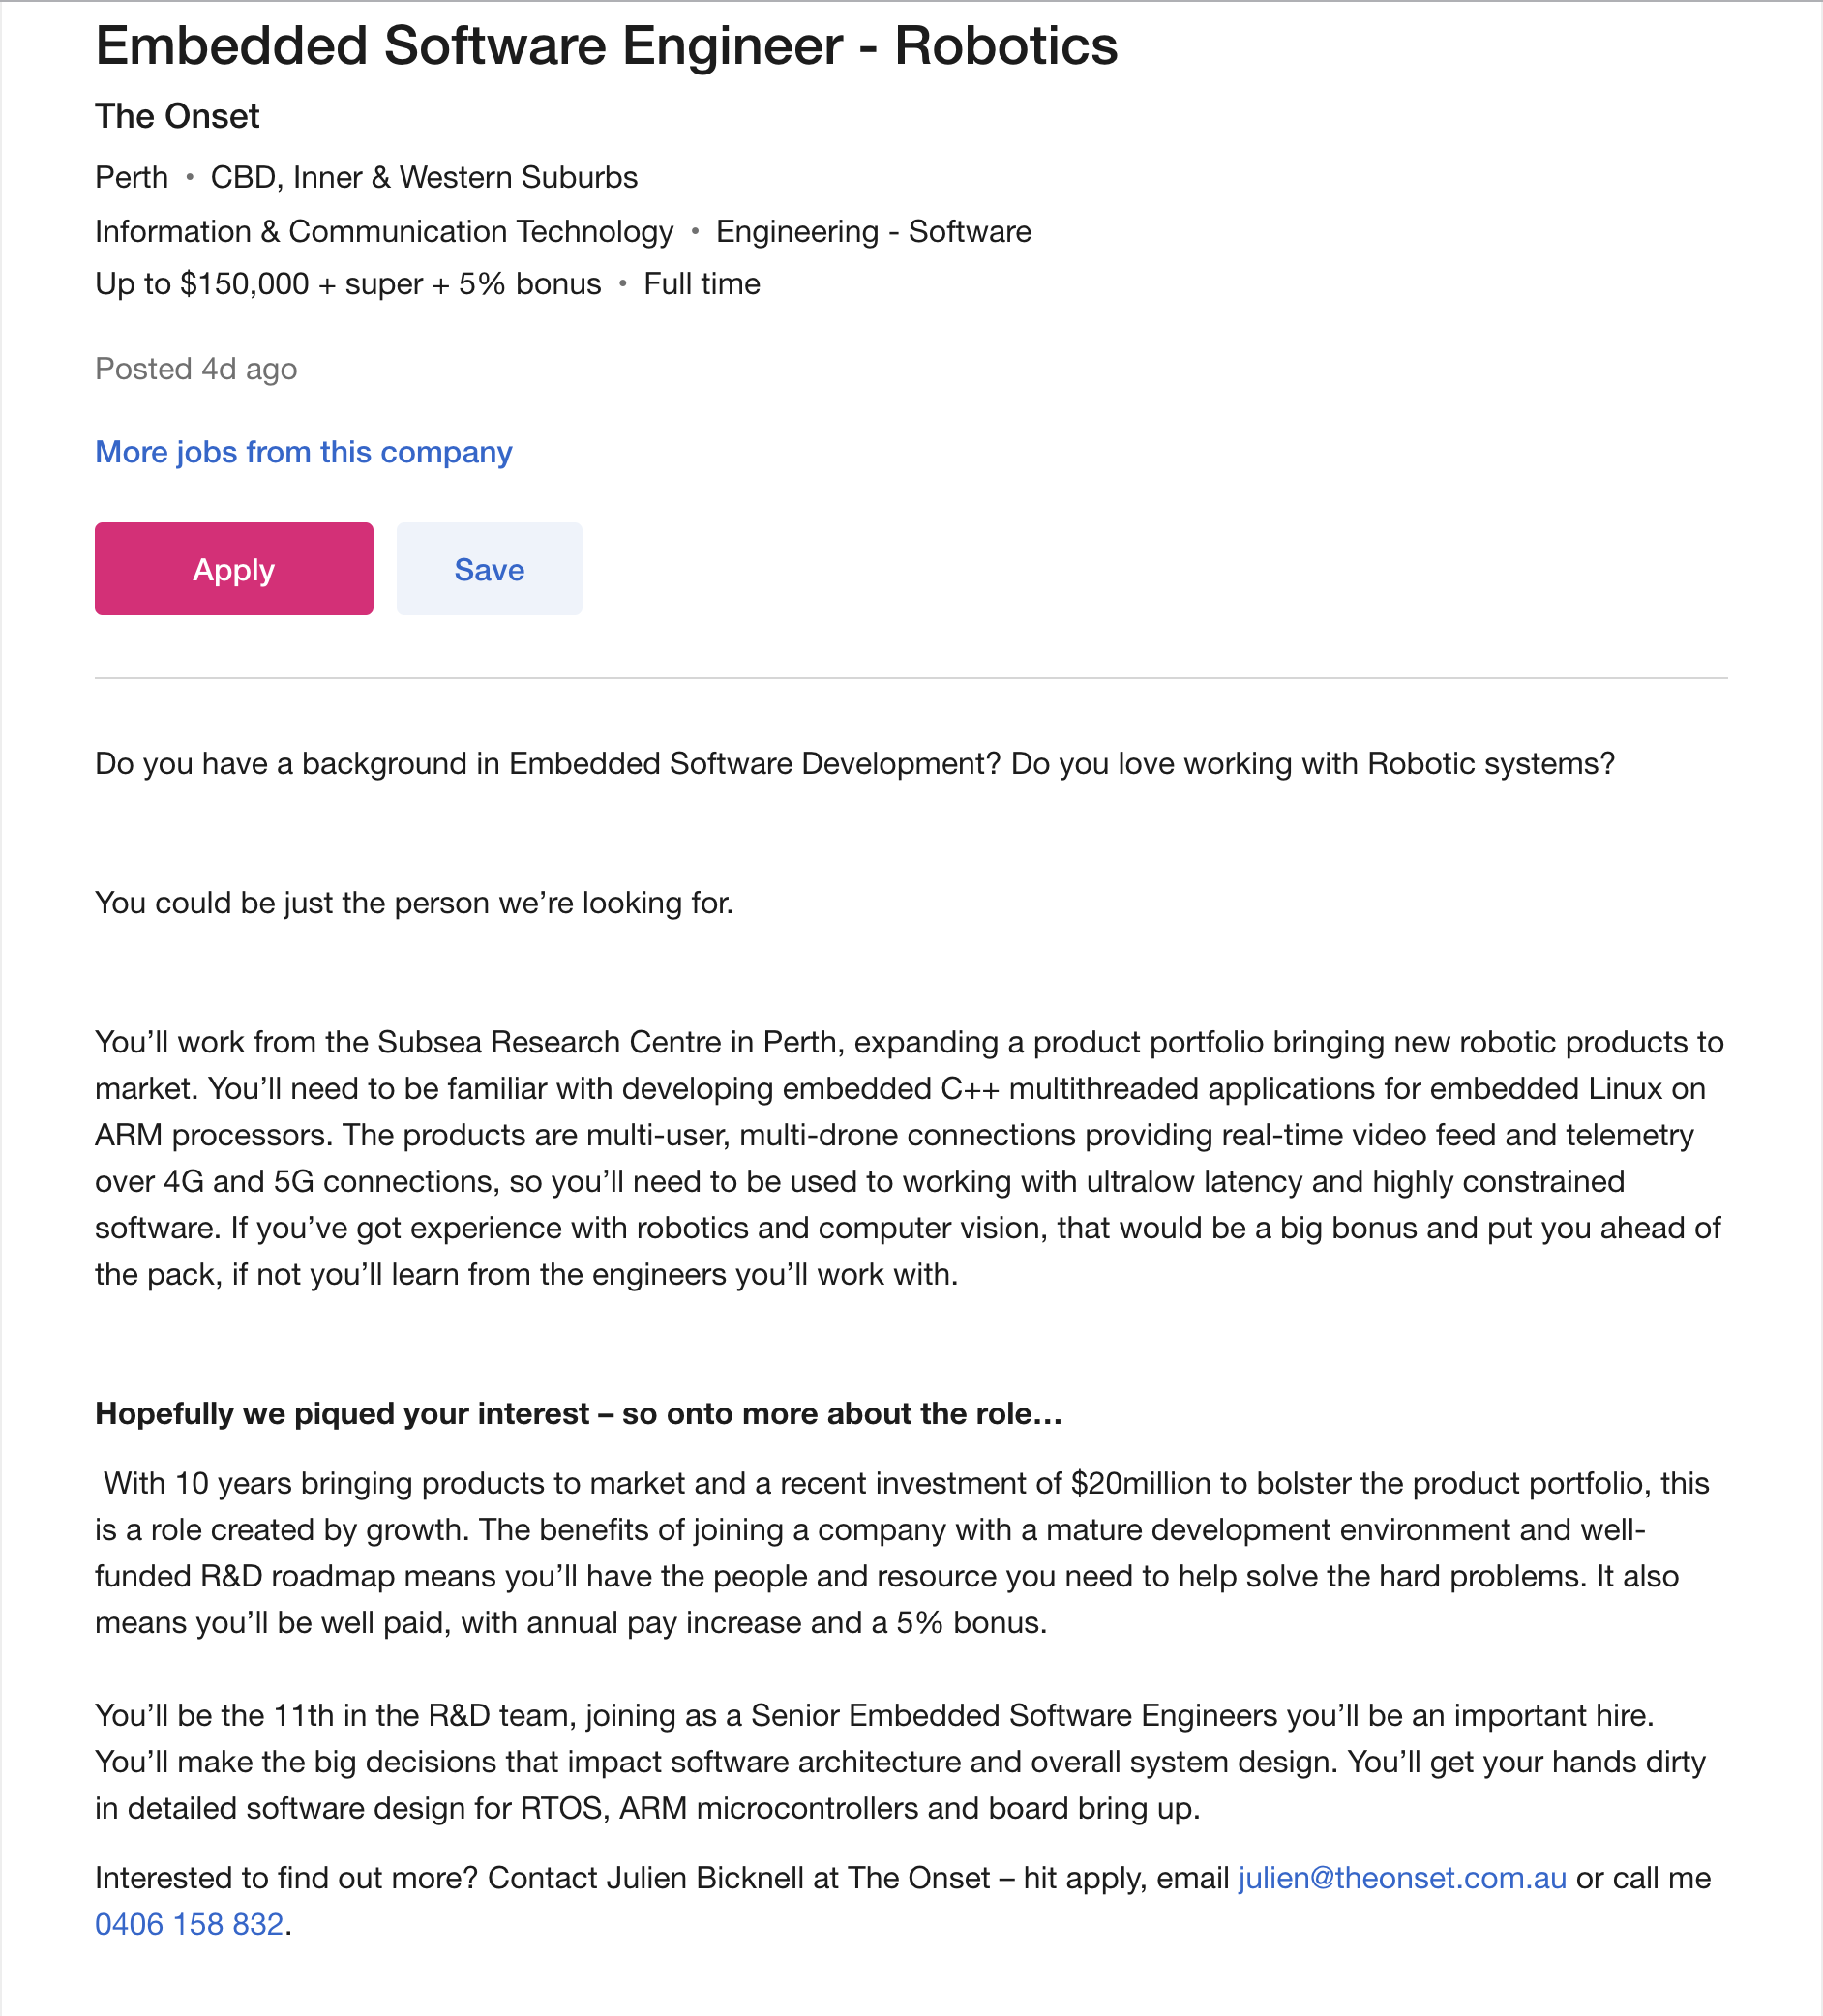 Embedded Software Engineer - Robotics
The Onset
Perth • CBD, Inner & Western Suburbs
Information & Communication Technology • Engineering - Software
Up to $150,000 + super + 5% bonus • Full time
Posted 4d ago
More jobs from this company
Apply Save
Do you have a background in Embedded Software Development? Do you love working with Robotic systems?
You could be just the person we’re looking for.
You’ll work from the Subsea Research Centre in Perth, expanding a product portfolio bringing new robotic products to
market. You’ll need to be familiar with developing embedded C++ multithreaded applications for embedded Linux on
ARM processors. The products are multi-user, multi-drone connections providing real-time video feed and telemetry
over 4G and 5G connections, so you’ll need to be used to working with ultralow latency and highly constrained
software. If you’ve got experience with robotics and computer vision, that would be a big bonus and put you ahead of
the pack, if not you’ll learn from the engineers you’ll work with.
Hopefully we piqued your interest – so onto more about the role…
With 10 years bringing products to market and a recent investment of $20million to bolster the product portfolio, this
is a role created by growth. The benefits of joining a company with a mature development environment and well-
funded R&D roadmap means you’ll have the people and resource you need to help solve the hard problems. It also
means you’ll be well paid, with annual pay increase and a 5% bonus.
You’ll be the 11th in the R&D team, joining as a Senior Embedded Software Engineers you’ll be an important hire.
You’ll make the big decisions that impact software architecture and overall system design. You’ll get your hands dirty
in detailed software design for RTOS, ARM microcontrollers and board bring up.
Interested to find out more? Contact Julien Bicknell at The Onset – hit apply, email julien@theonset.com.au or call me
0406 158 832.